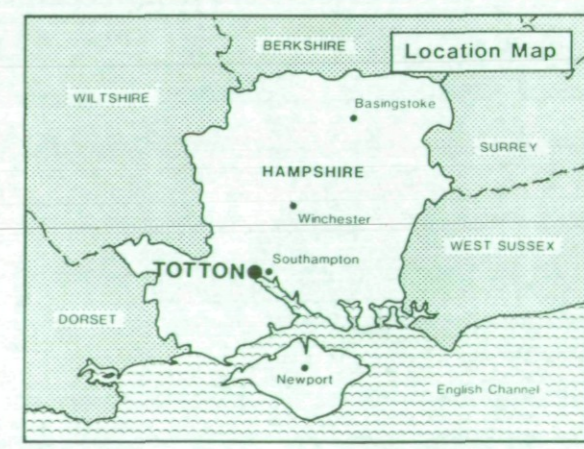 BERKSHIRE
Location Map
WILTSHIRE
Basingstoke
SURREY
HAMPSHIRE
Winchester
WEST SUSSEX
Southampton
TOTTON
DORSET
Newport
English Channel